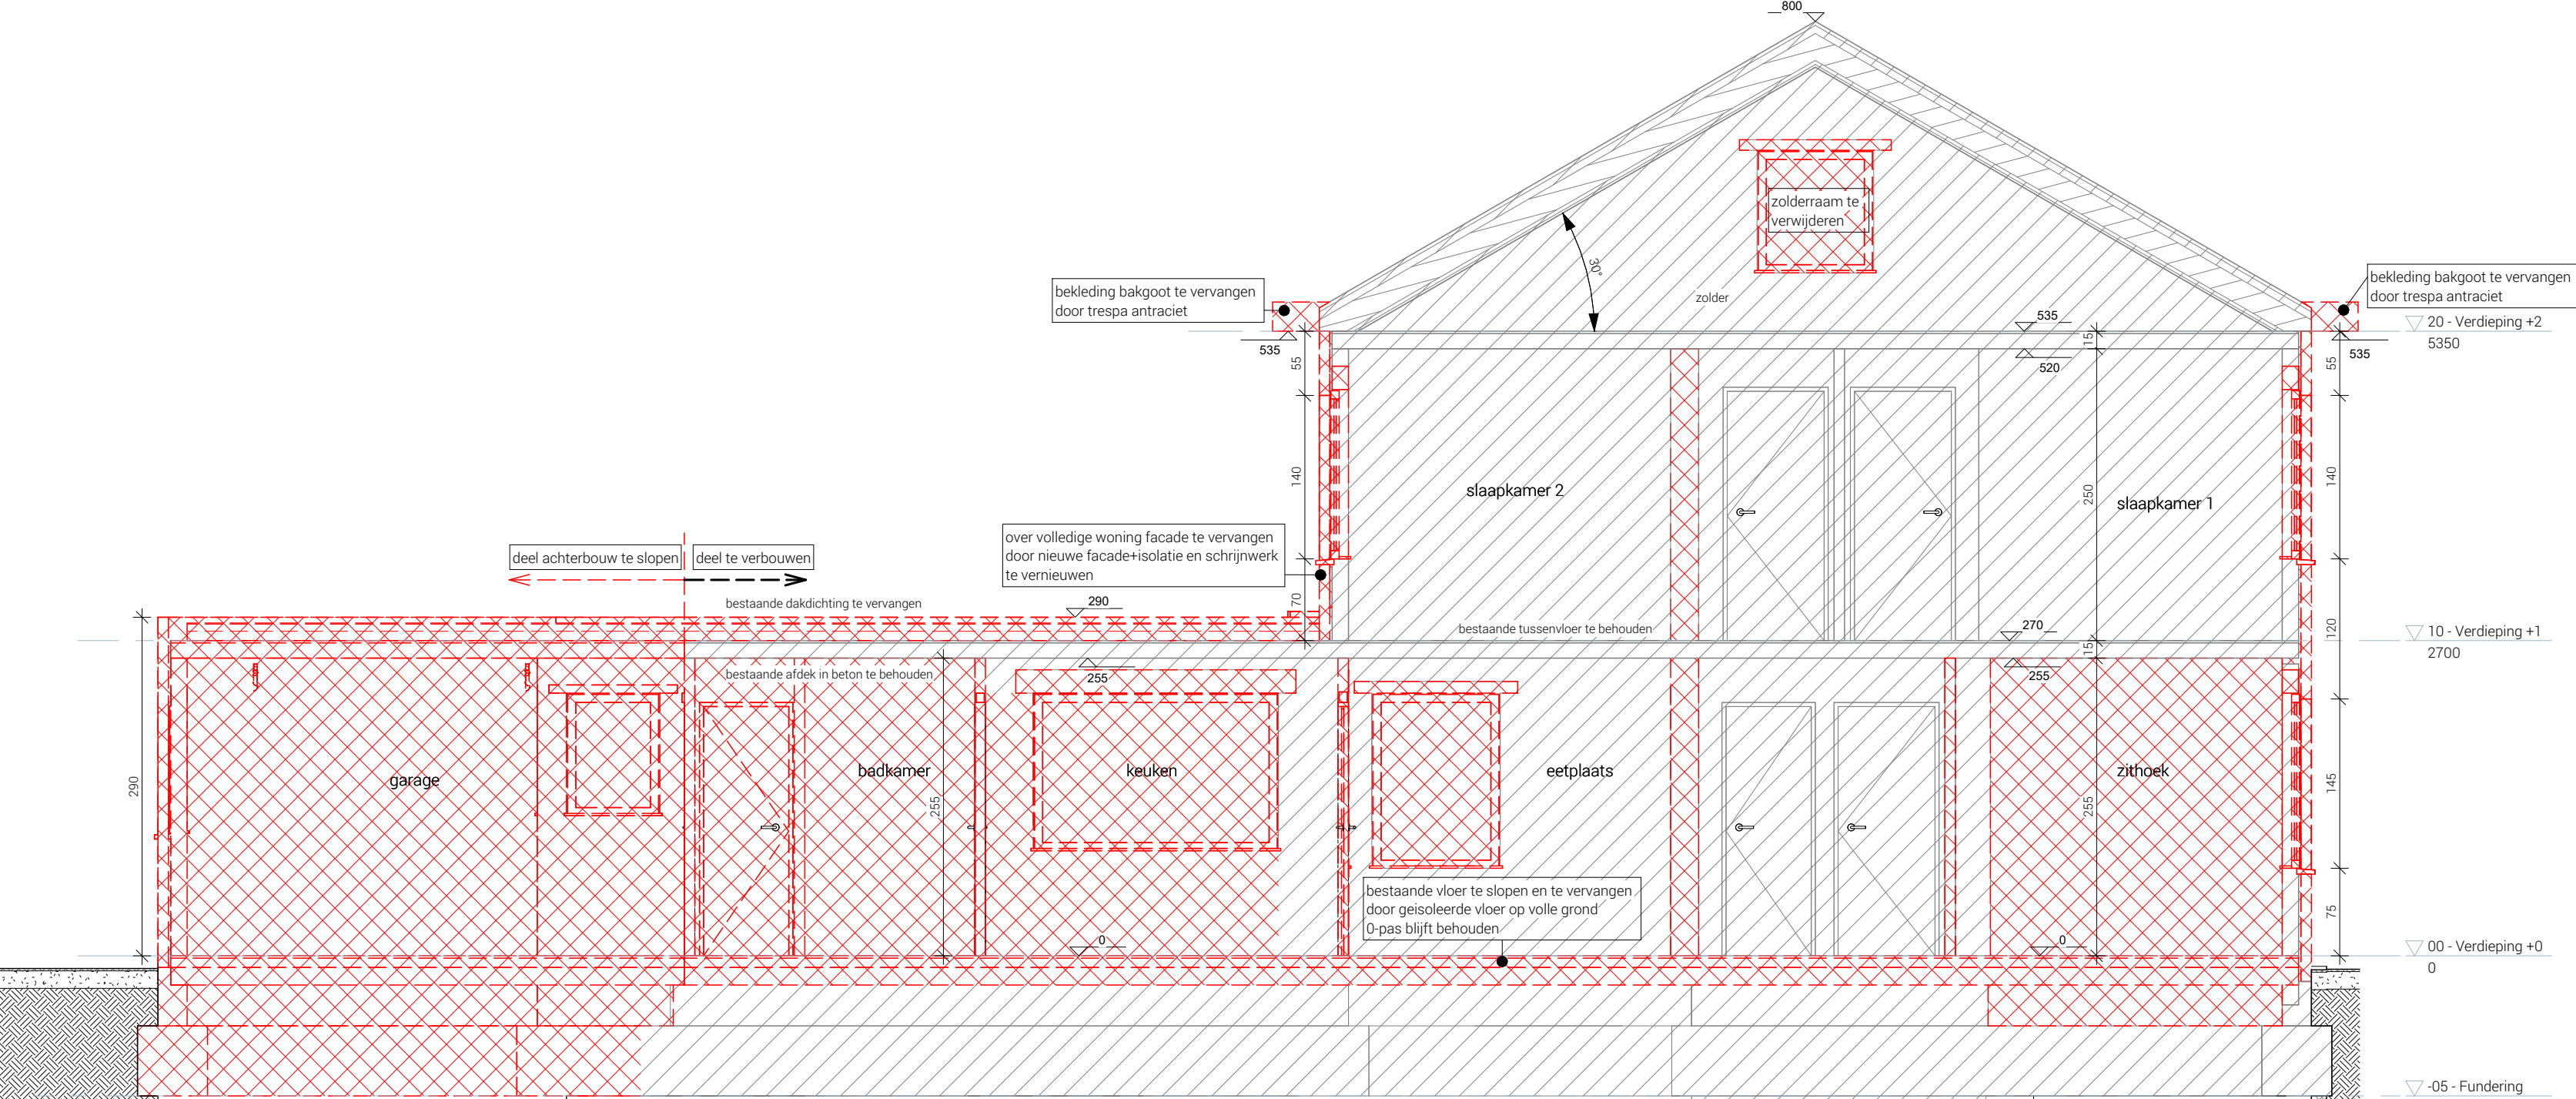 800
zolderraam te
verwijderen
30°
zolder
bekleding bakgoot te vervangen
door trespa antraciet
bekleding bakgoot te vervangen
door trespa antraciet
20 - Verdieping +2
5350
535
535
535
15
520
55
55
140
140
250
slaapkamer 2
slaapkamer 1
over volledige woning facade te vervangen
door nieuwe facade+isolatie en schrijnwerk
te vernieuwen
deel achterbouw te slopen
deel te verbouwen
bestaande dakdichting te vervangen
290
70
bestaande tussenvloer te behouden
270
120
10 - Verdieping +1
2700
15
bestaande afdek in beton te behouden
255
255
garage
badkamer
keuken
eetplaats
zithoek
290
255
255
145
bestaande vloer te slopen en te vervangen
door geisoleerde vloer op volle grond
0-pas blijft behouden
75
0
0
00 - Verdieping +0
0
-05 - Fundering